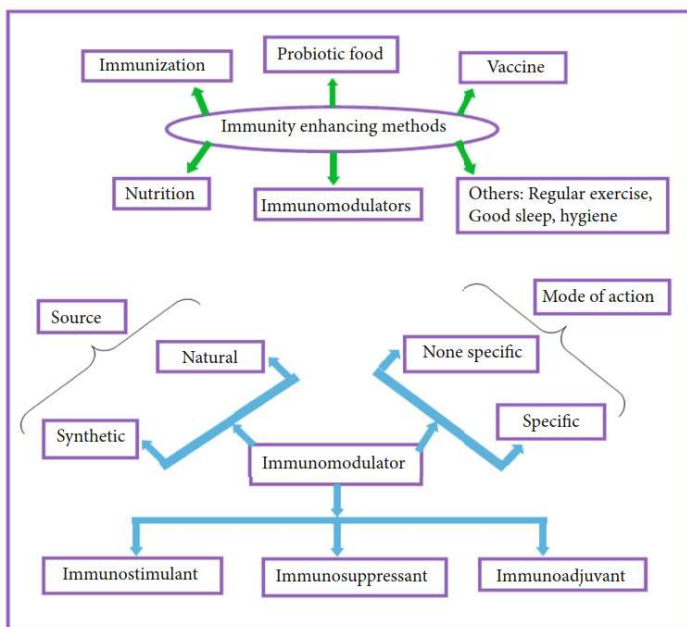 Immunization
Probiotic food
Vaccine
Immunity enhancing methods
Nutrition
Immunomodulators
Others: Regular exercise,
Good sleep, hygiene
Source
Mode of action
Natural
None specific
Synthetic
Specific
Immunomodulator
Immunostimulant
Immunosuppressant
Immunoadjuvant